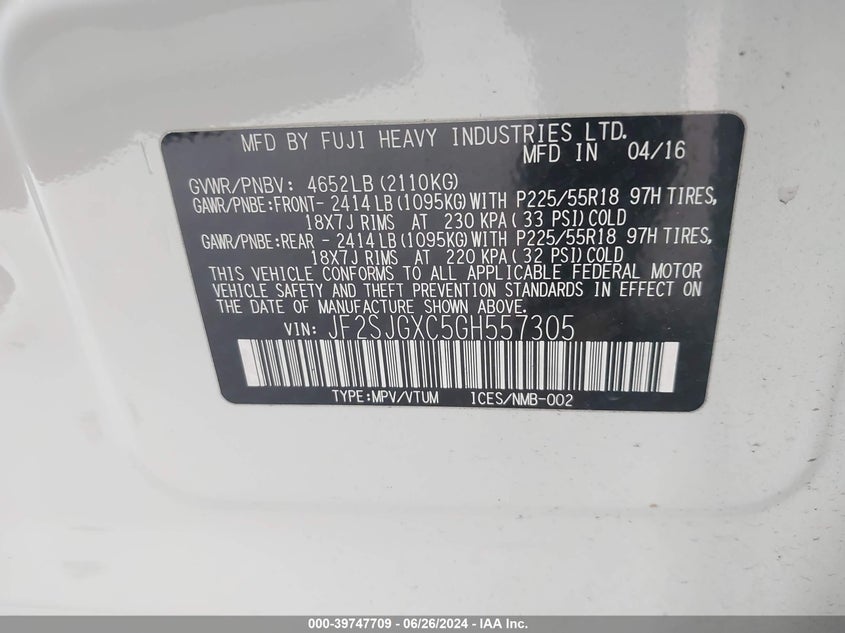 MFD BY FUJI HEAVY INDUSTRIES LTD.
MFD IN 04/16
GVWR/PNBV: 4652LB (2110KG)
GAWR/PNBE:FRONT- 2414LB (1095KG) WITH P225/55R18 97H TIRES,
18X7J RIMS AT 230 KPA ( 33 PSI) COLD
GAWR/PNBE:REAR - 2414LB (1095KG) WITH P225/55R18 97H TIRES,
18X7J RIMS AT 220 KPA ( 32 PSI) COLD
THIS VEHICLE CONFORMS TO ALL APPLICABLE FEDERAL MOTOR
VEHICLE SAFETY AND THEFT PREVENTION STANDARDS IN EFFECT ON
THE DATE OF MANUFACTURE SHOWN ABOVE.
VIN: JF2SJGXC5GH557305
TYPE:MPV/VTUM ICES/NMB-002
000-39747709 - 06/26/2024 - IAA Inc.